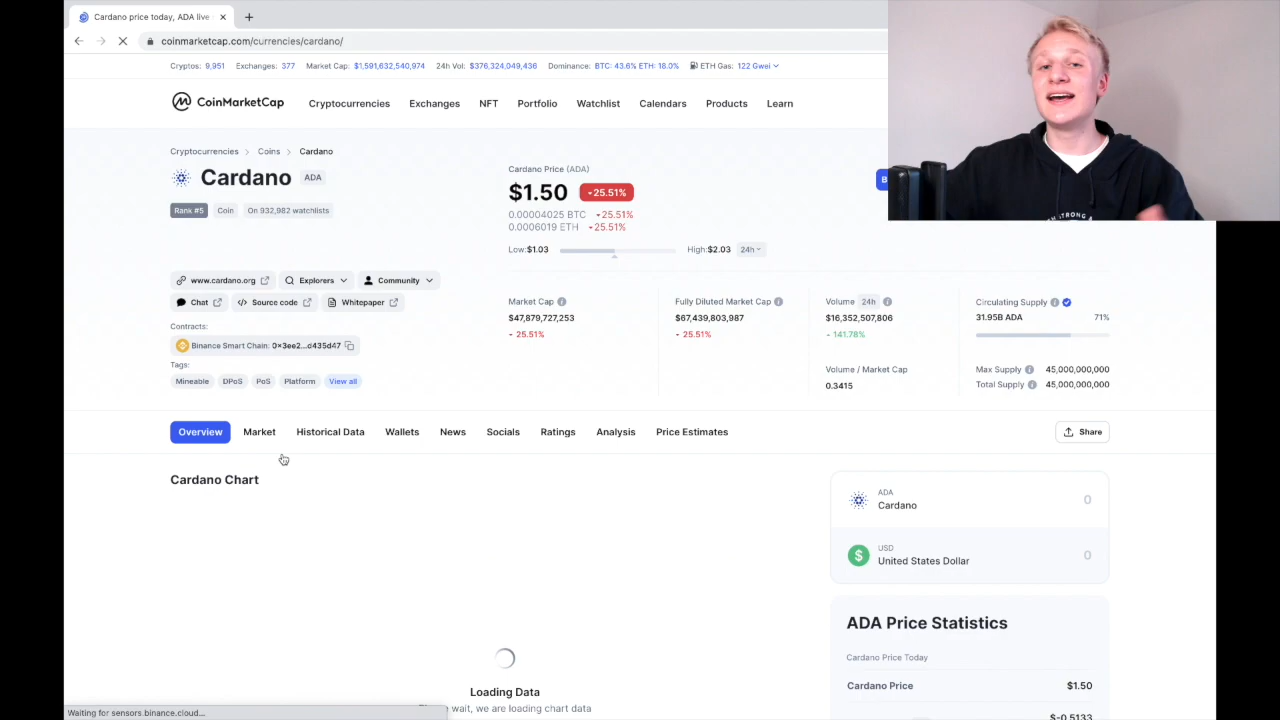 Cardano price today, ADA live
coinmarketcap.com/currencies/cardano/
Cryptos: 9,951 Exchanges: 377 Market Cap: $1,591,632,540,974 24h Vol: $376,324,049,436 Dominance: BTC: 43.6% ETH: 18.0% ETH Gas: 122 Gwei
CoinMarketCap Cryptocurrencies Exchanges NFT Portfolio Watchlist Calendars Products Learn
Cryptocurrencies Coins Cardano
Cardano ADA
Rank #5 Coin On 932,982 watchlists
Cardano Price (ADA)
$1.50 25.51%
0.00004025 BTC 25.51%
0.0006019 ETH 25.51%
Low:$1.03 High:$2.03 24h
B
www.cardano.org Explorers Community
Chat Source code Whitepaper
Contracts:
Binance Smart Chain: 0×3ee2...d435d47
Tags:
Mineable DPoS PoS Platform View all
Market Cap
$47,879,727,253
25.51%
Fully Diluted Market Cap
$67,439,803,987
25.51%
Volume 24h
$16,352,507,806
141.78%
Volume / Market Cap
0.3415
Circulating Supply
31.95B ADA 71%
Max Supply 45,000,000,000
Total Supply 45,000,000,000
Overview Market Historical Data Wallets News Socials Ratings Analysis Price Estimates Share
Cardano Chart
Loading Data
wait, we are loading chart data
ADA
Cardano 0
USD
United States Dollar 0
ADA Price Statistics
Cardano Price Today
Cardano Price $1.50
$-0.5133
Waiting for sensors.binance.cloud...